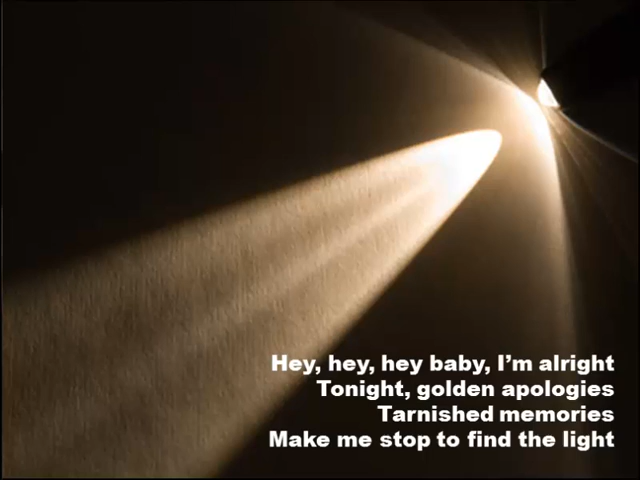 Hey, hey, hey baby, I’m alright
Tonight, golden apologies
Tarnished memories
Make me stop to find the light